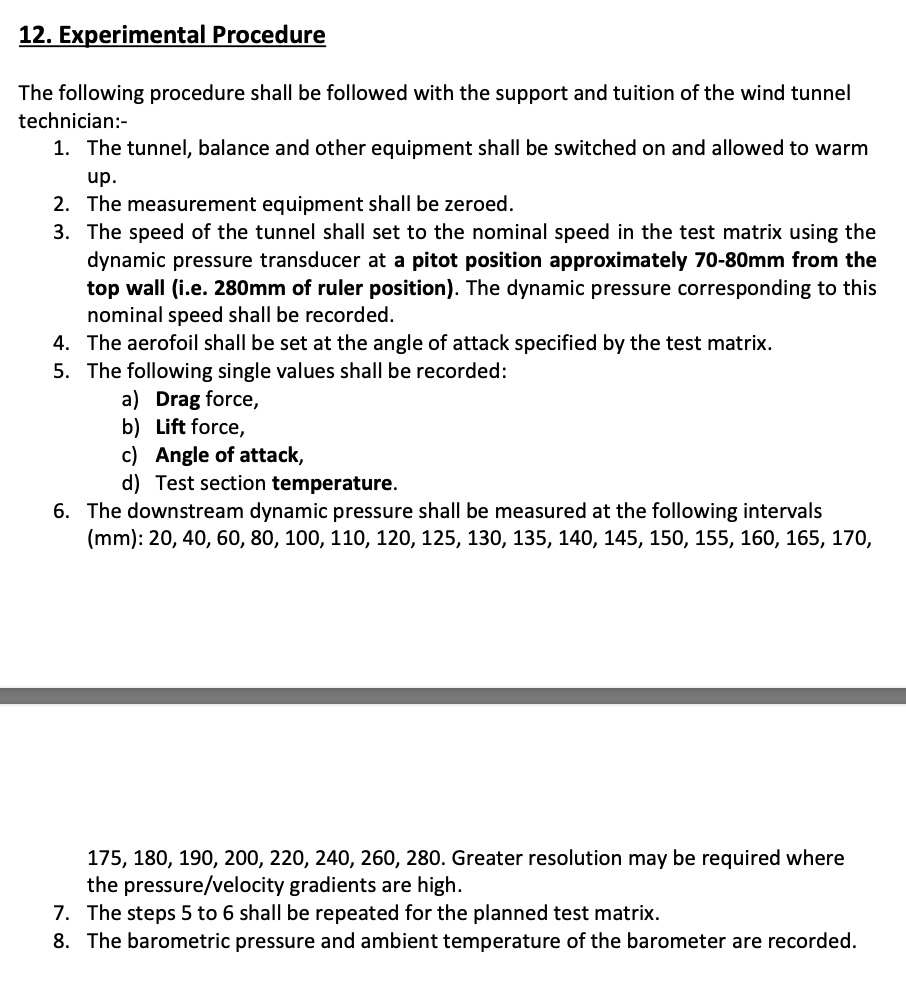 12. Experimental Procedure
The following procedure shall be followed with the support and tuition of the wind tunnel
technician:-
1. The tunnel, balance and other equipment shall be switched on and allowed to warm
up.
2. The measurement equipment shall be zeroed.
3. The speed of the tunnel shall set to the nominal speed in the test matrix using the
dynamic pressure transducer at a pitot position approximately 70-80mm from the
top wall (i.e. 280mm of ruler position). The dynamic pressure corresponding to this
nominal speed shall be recorded.
4. The aerofoil shall be set at the angle of attack specified by the test matrix.
5. The following single values shall be recorded:
a) Drag force,
b) Lift force,
c) Angle of attack,
d) Test section temperature.
6. The downstream dynamic pressure shall be measured at the following intervals
(mm): 20, 40, 60, 80, 100, 110, 120, 125, 130, 135, 140, 145, 150, 155, 160, 165, 170,
175, 180, 190, 200, 220, 240, 260, 280. Greater resolution may be required where
the pressure/velocity gradients are high.
7. The steps 5 to 6 shall be repeated for the planned test matrix.
8. The barometric pressure and ambient temperature of the barometer are recorded.